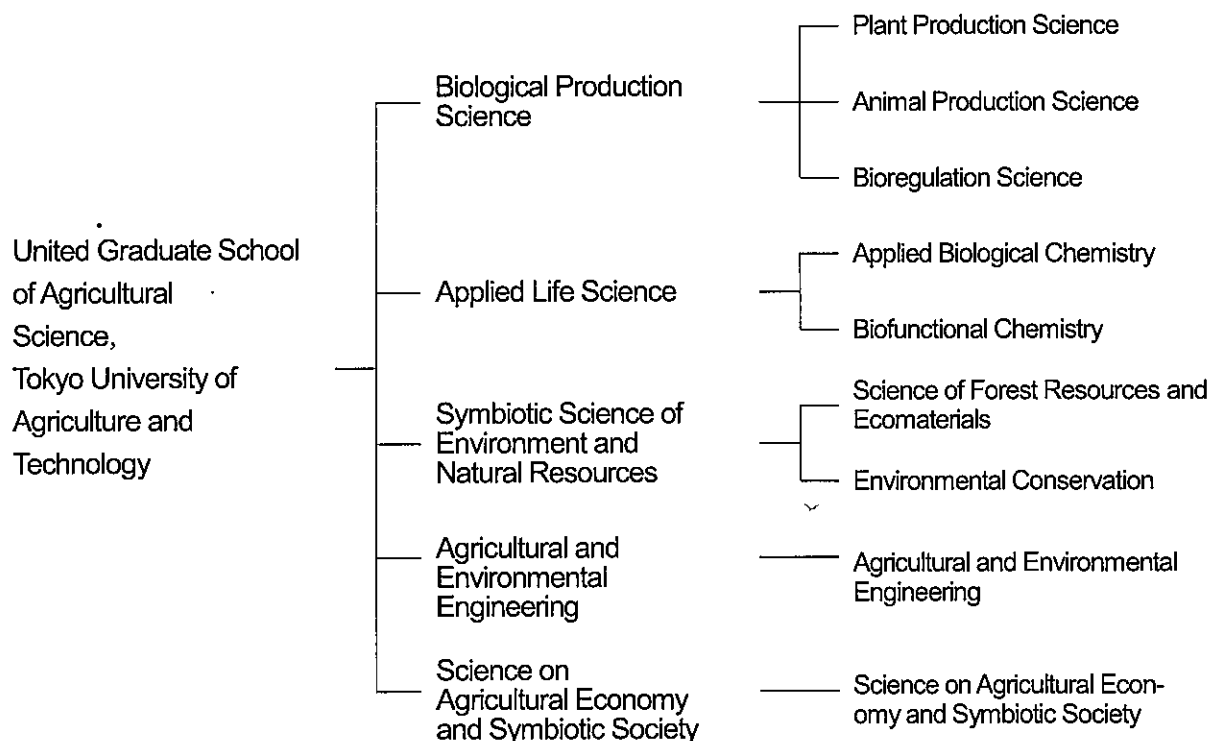 United Graduate School
of Agricultural
Science,
Tokyo University of
Agriculture and
Technology
Biological Production
Science
Plant Production Science
Animal Production Science
Bioregulation Science
Applied Life Science
Applied Biological Chemistry
Biofunctional Chemistry
Symbiotic Science of
Environment and
Natural Resources
Science of Forest Resources and
Ecomaterials
Environmental Conservation
Agricultural and
Environmental
Engineering
Agricultural and Environmental
Engineering
Science on
Agricultural Economy
and Symbiotic Society
Science on Agricultural Econ-
omy and Symbiotic Society